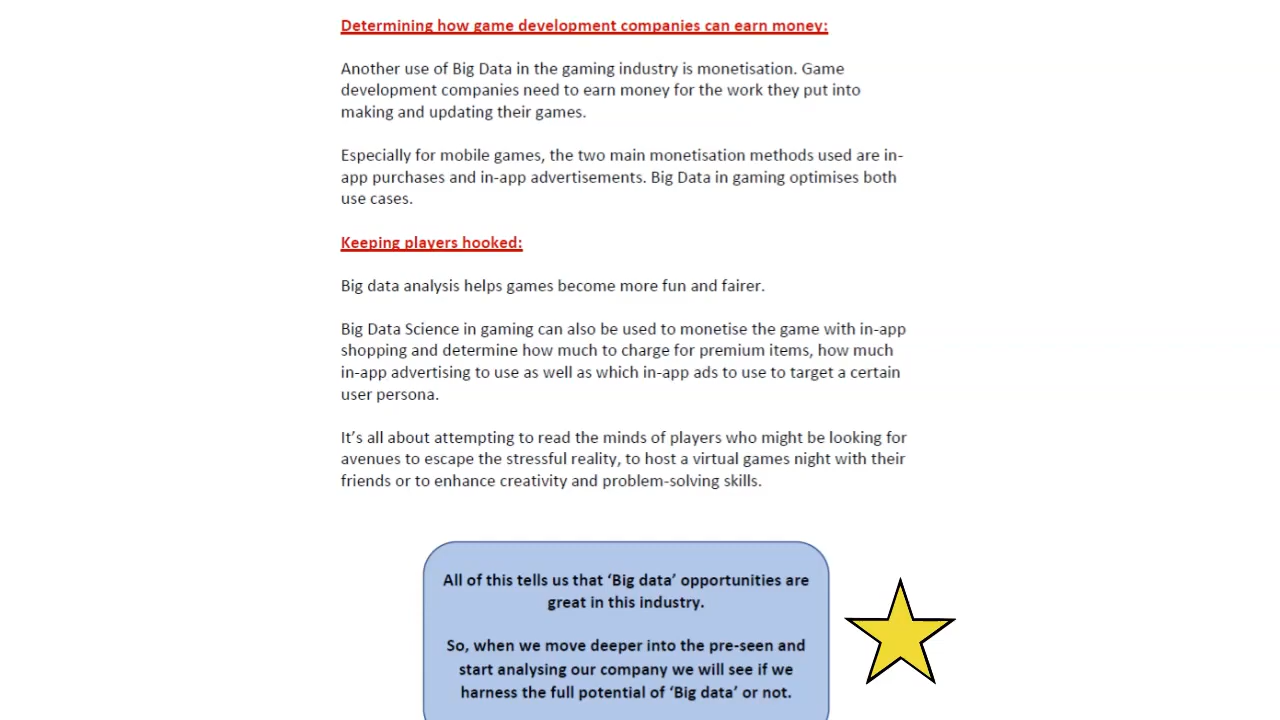 Determining how game development companies can earn money:
Another use of Big Data in the gaming industry is monetisation. Game
development companies need to earn money for the work they put into
making and updating their games.
Especially for mobile games, the two main monetisation methods used are in-
app purchases and in-app advertisements. Big Data in gaming optimises both
use cases.
Keeping players hooked:
Big data analysis helps games become more fun and fairer.
Big Data Science in gaming can also be used to monetise the game with in-app
shopping and determine how much to charge for premium items, how much
in-app advertising to use as well as which in-app ads to use to target a certain
user persona.
It’s all about attempting to read the minds of players who might be looking for
avenues to escape the stressful reality, to host a virtual games night with their
friends or to enhance creativity and problem-solving skills.
All of this tells us that ‘Big data’ opportunities are
great in this industry.
So, when we move deeper into the pre-seen and
start analysing our company we will see if we
harness the full potential of ‘Big data’ or not.